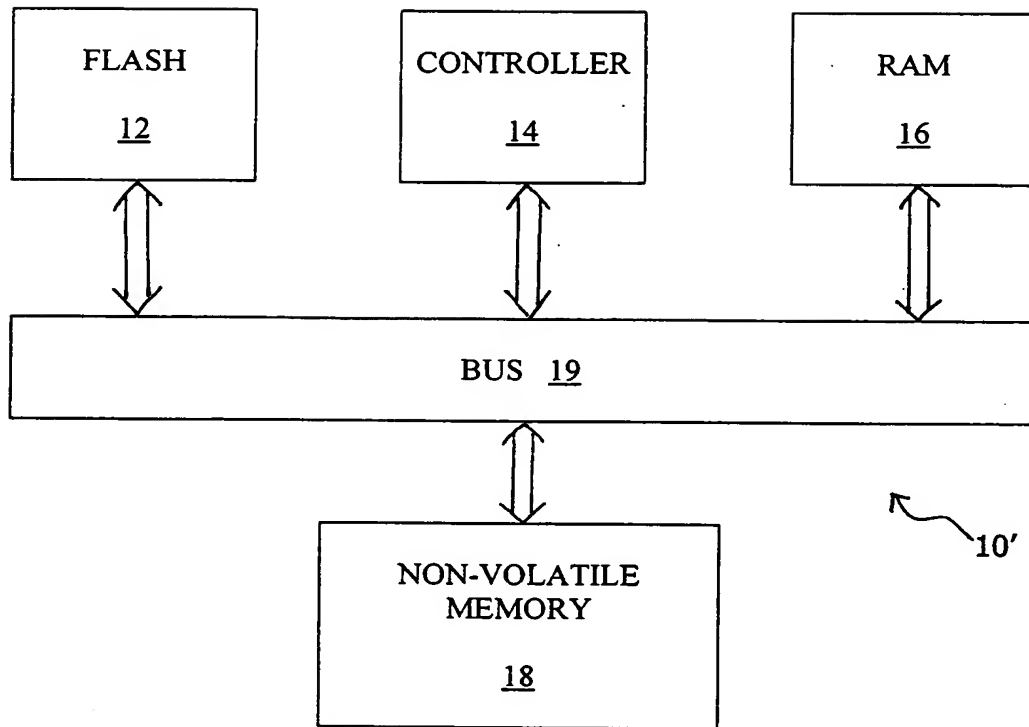 FLASH
12
CONTROLLER
14
RAM
16
BUS 19
10'
NON-VOLATILE
MEMORY
18